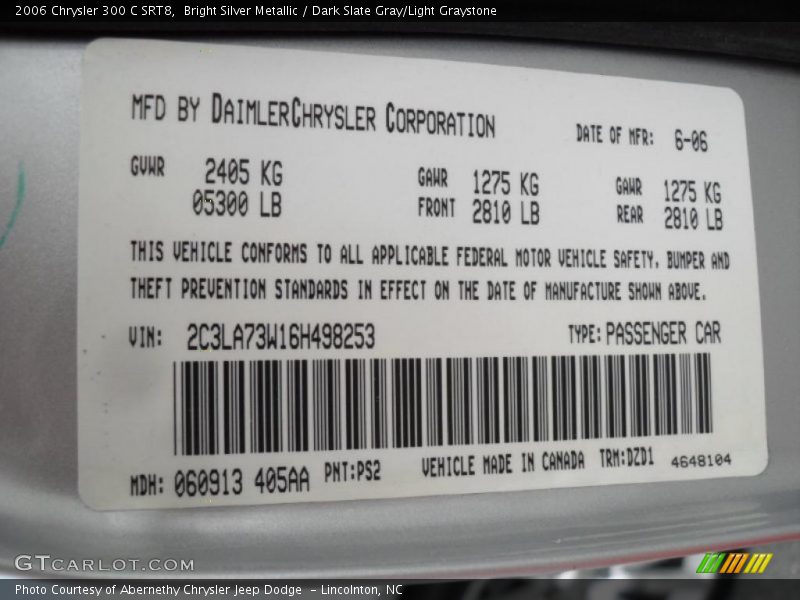 2006 Chrysler 300 C SRT8, Bright Silver Metallic / Dark Slate Gray/Light Graystone
MFD BY DAIMLERCHRYSLER CORPORATION
DATE OF MFR: 6-06
GVWR 2405 KG GAWR 1275 KG GAWR 1275 KG
05300 LB FRONT 2810 LB REAR 2810 LB
THIS VEHICLE CONFORMS TO ALL APPLICABLE FEDERAL MOTOR VEHICLE SAFETY, BUMPER AND
THEFT PREVENTION STANDARDS IN EFFECT ON THE DATE OF MANUFACTURE SHOWN ABOVE.
VIN: 2C3LA73W16H498253 TYPE: PASSENGER CAR
MDH: 060913 405AA PNT:PS2 VEHICLE MADE IN CANADA TRM:DZD1 4648104
GTCARLOT.COM
Photo Courtesy of Abernethy Chrysler Jeep Dodge - Lincolnton, NC